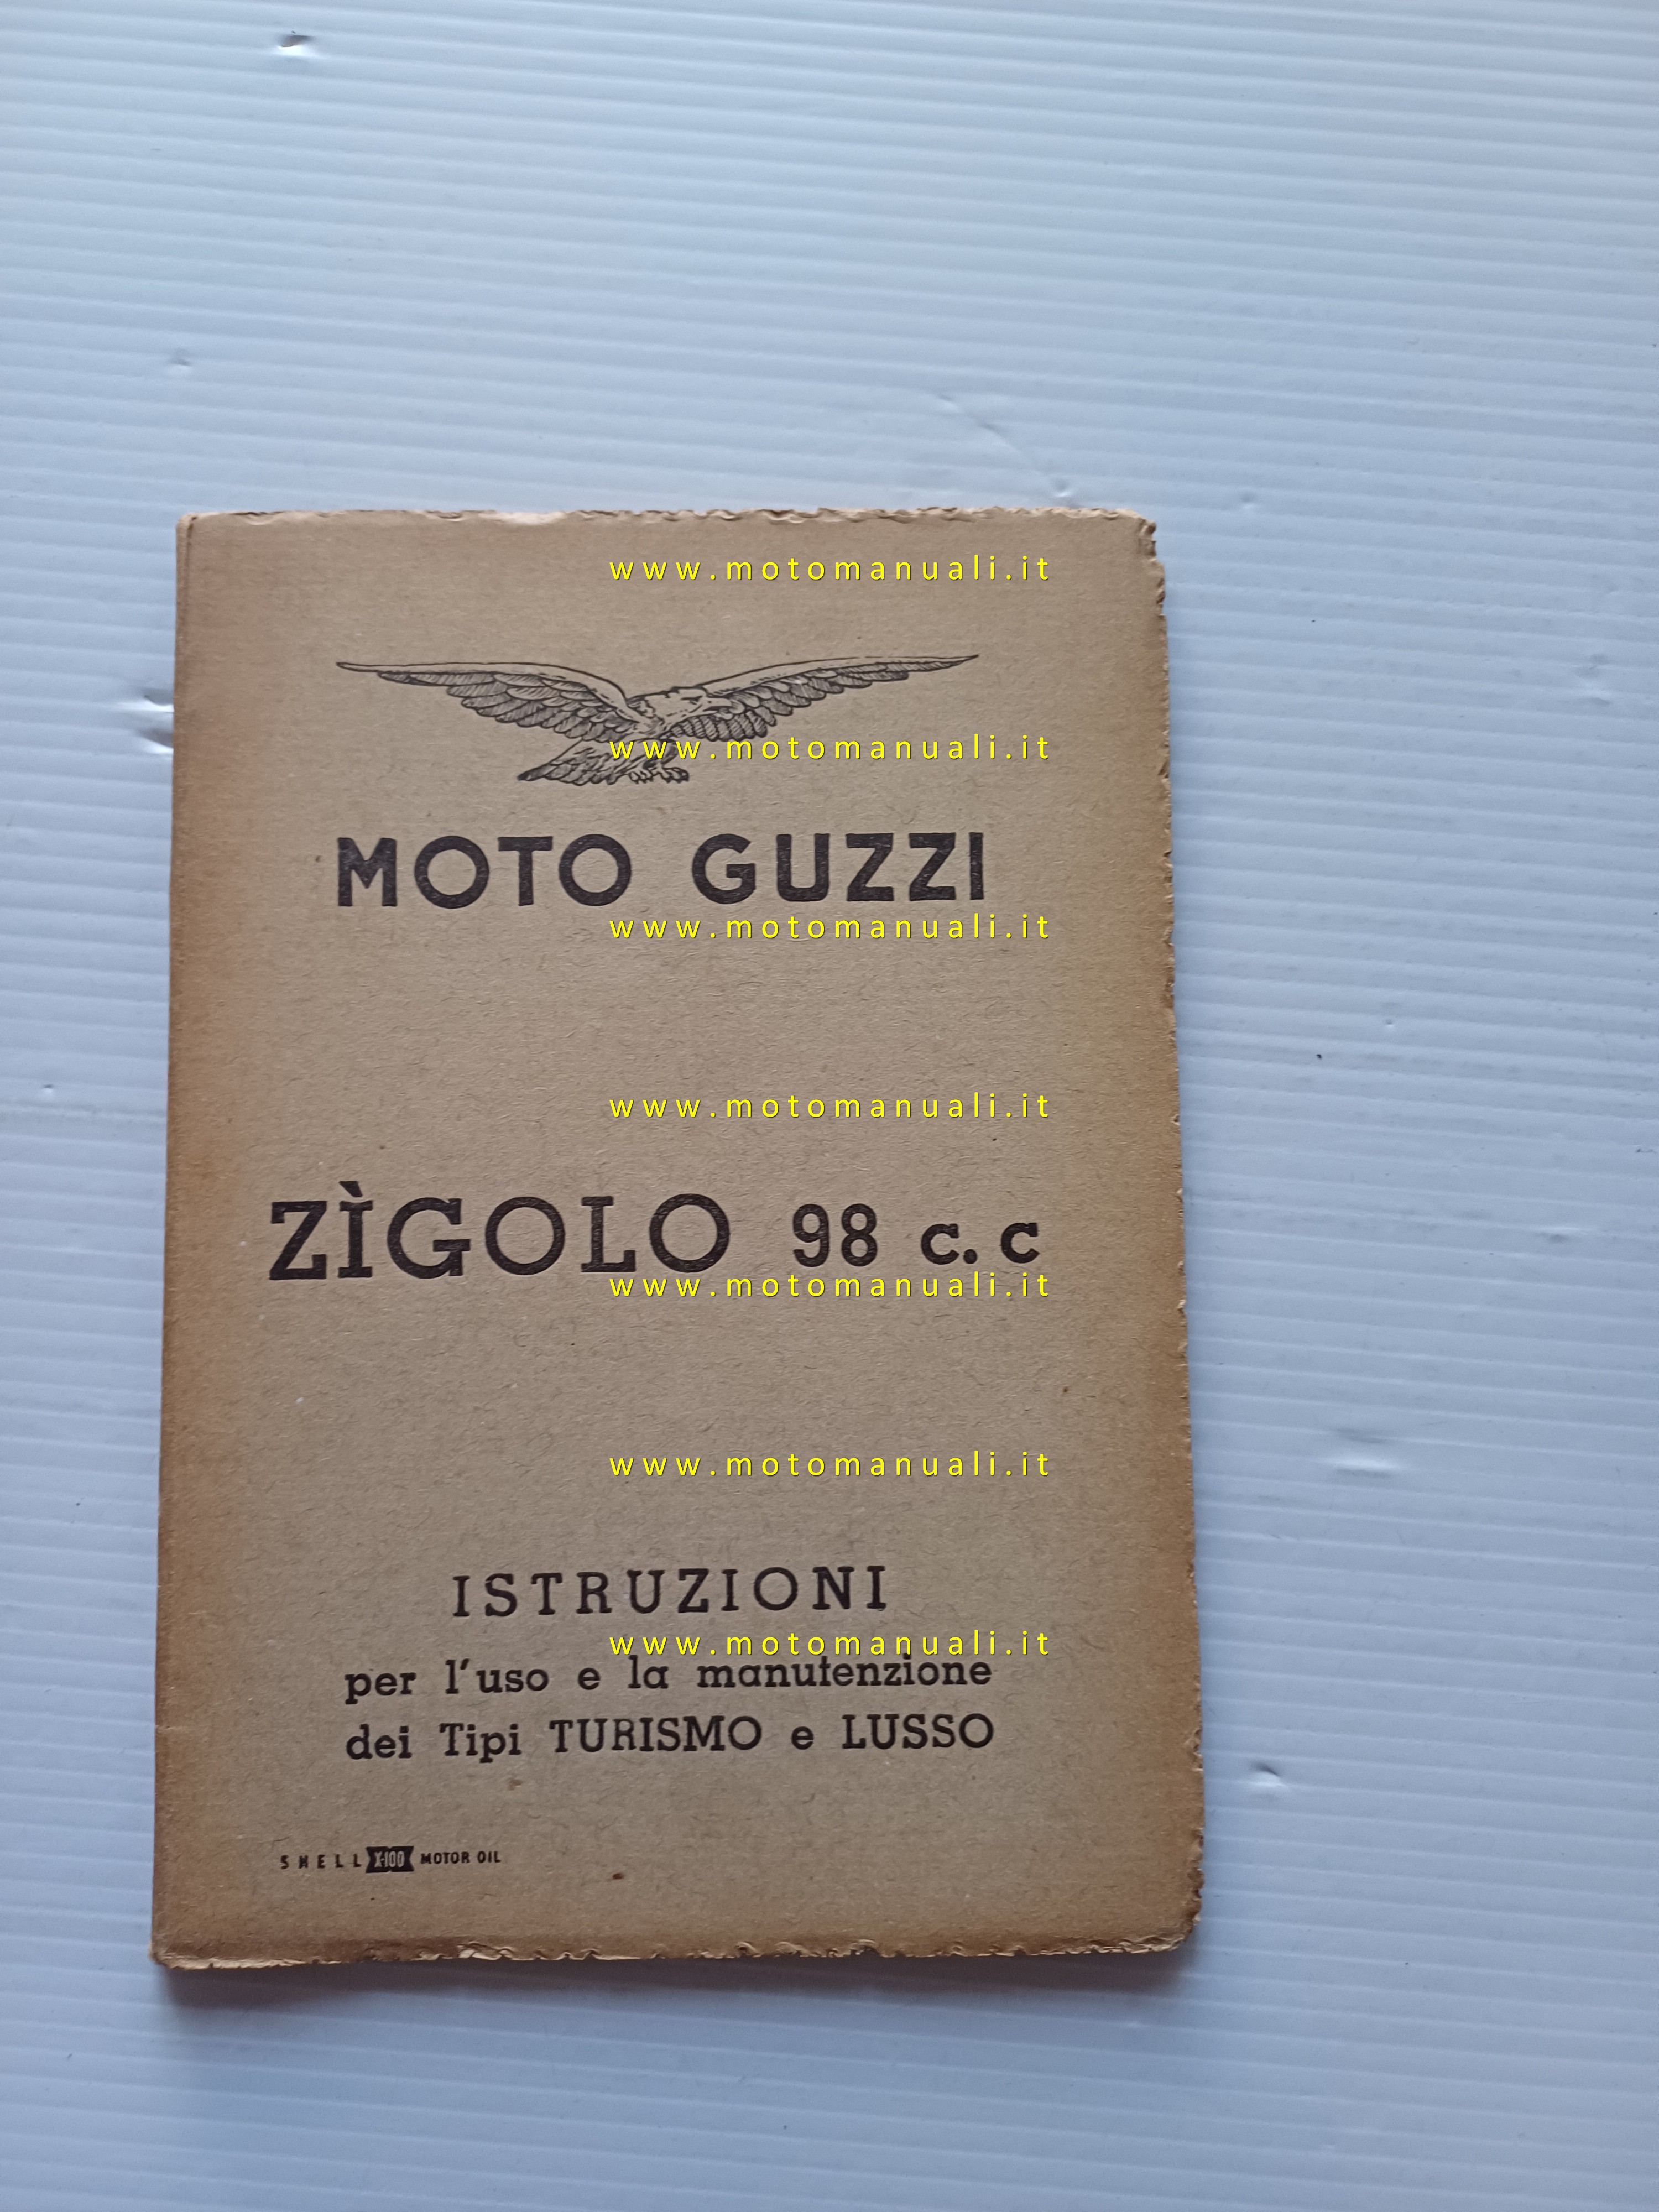 www.motomanuali.it
www.motomanuali.it
MOTO GUZZI
www.motomanuali.it
www.motomanuali.it
ZÌGOLO 98 c.c
www.motomanuali.it
www.motomanuali.it
ISTRUZIONI
www.motomanuali.it
per l'uso e la manutenzione
dei Tipi TURISMO e LUSSO
SHELL X-100 MOTOR OIL